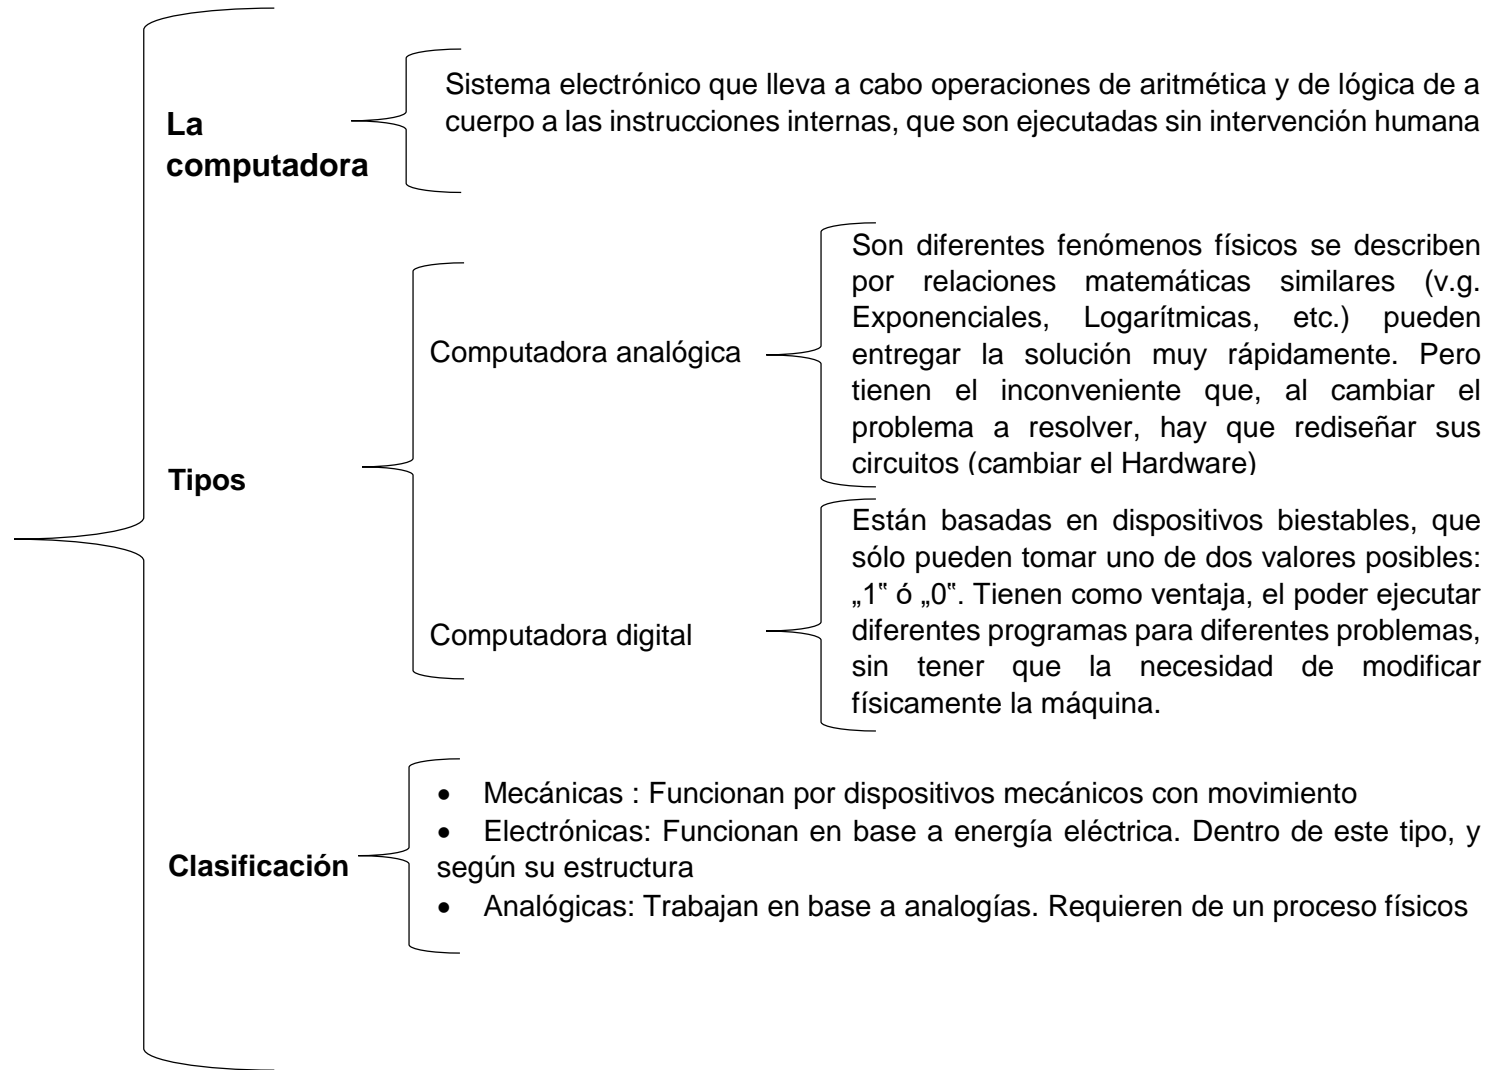 La
computadora
Sistema electrónico que lleva a cabo operaciones de aritmética y de lógica de a
cuerpo a las instrucciones internas, que son ejecutadas sin intervención humana
Tipos
Computadora analógica
Son diferentes fenómenos físicos se describen
por relaciones matemáticas similares (v.g.
Exponenciales, Logarítmicas, etc.) pueden
entregar la solución muy rápidamente. Pero
tienen el inconveniente que, al cambiar el
problema a resolver, hay que rediseñar sus
circuitos (cambiar el Hardware)
Computadora digital
Están basadas en dispositivos biestables, que
sólo pueden tomar uno de dos valores posibles:
„1‟ ó „0‟. Tienen como ventaja, el poder ejecutar
diferentes programas para diferentes problemas,
sin tener que la necesidad de modificar
físicamente la máquina.
Clasificación
• Mecánicas : Funcionan por dispositivos mecánicos con movimiento
• Electrónicas: Funcionan en base a energía eléctrica. Dentro de este tipo, y
según su estructura
• Analógicas: Trabajan en base a analogías. Requieren de un proceso físicos